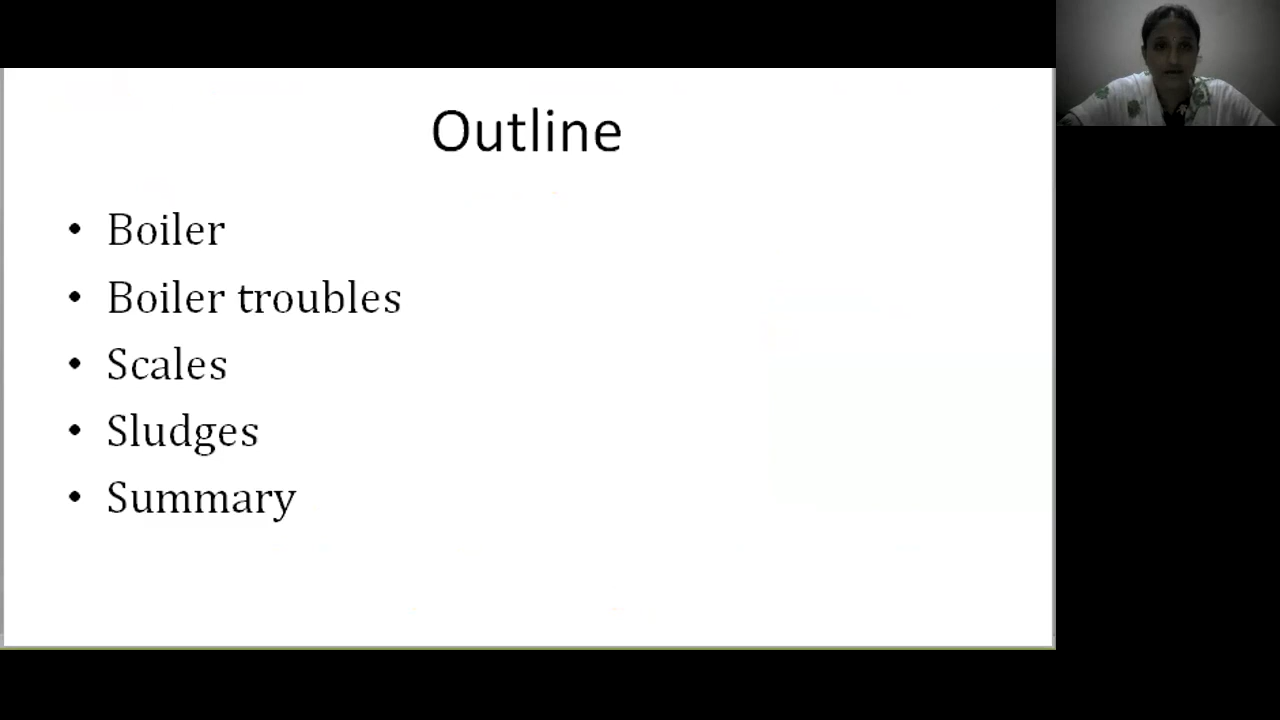 Outline
• Boiler
• Boiler troubles
• Scales
• Sludges
• Summary